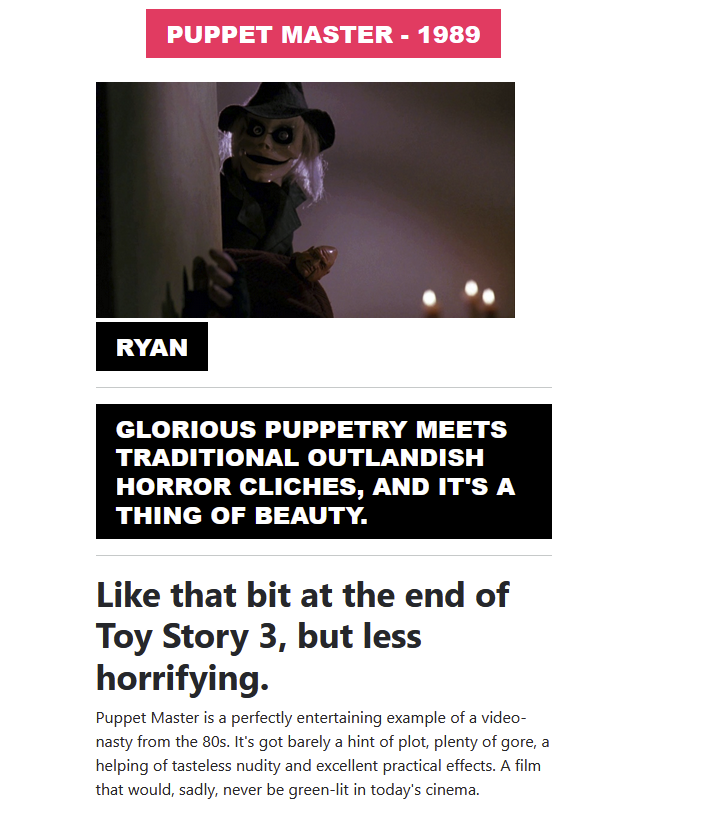 PUPPET MASTER - 1989
RYAN
GLORIOUS PUPPETRY MEETS
TRADITIONAL OUTLANDISH
HORROR CLICHES, AND IT'S A
THING OF BEAUTY.
Like that bit at the end of
Toy Story 3, but less
horrifying.
Puppet Master is a perfectly entertaining example of a video-
nasty from the 80s. It's got barely a hint of plot, plenty of gore, a
helping of tasteless nudity and excellent practical effects. A film
that would, sadly, never be green-lit in today's cinema.